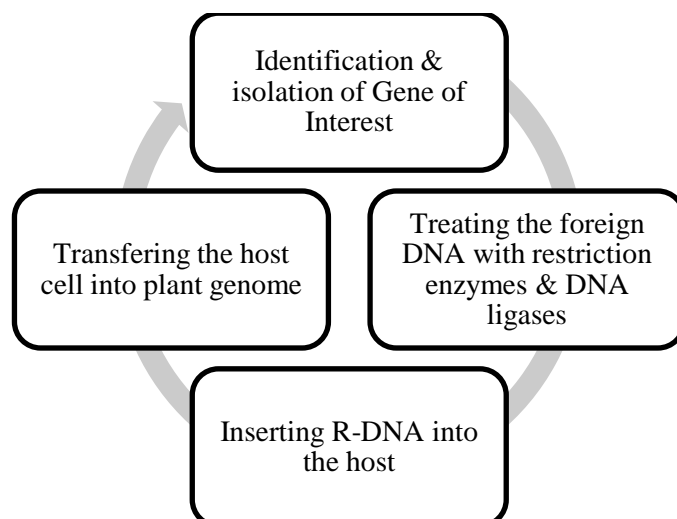 Identification &
isolation of Gene of
Interest
Treating the foreign
DNA with restriction
enzymes & DNA
ligases
Inserting R-DNA into
the host
Transfering the host
cell into plant genome